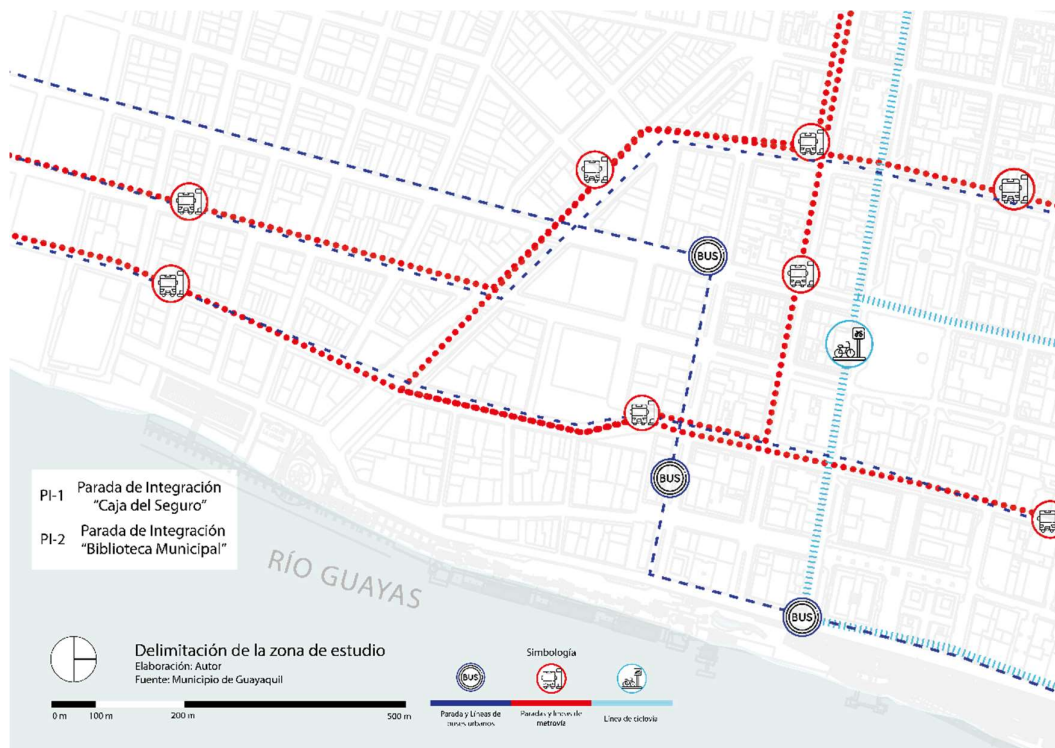 BUS
BUS
BUS
PI-1 Parada de Integración
“Caja del Seguro”
PI-2 Parada de Integración
“Biblioteca Municipal”
RÍO GUAYAS
Delimitación de la zona de estudio
Elaboración: Autor
Fuente: Municipio de Guayaquil
0 m 100 m 200 m 500 m
Simbología
BUS
Parada y Líneas de
buses urbanos
Paradas y líneas de
metrovía
Línea de ciclovía